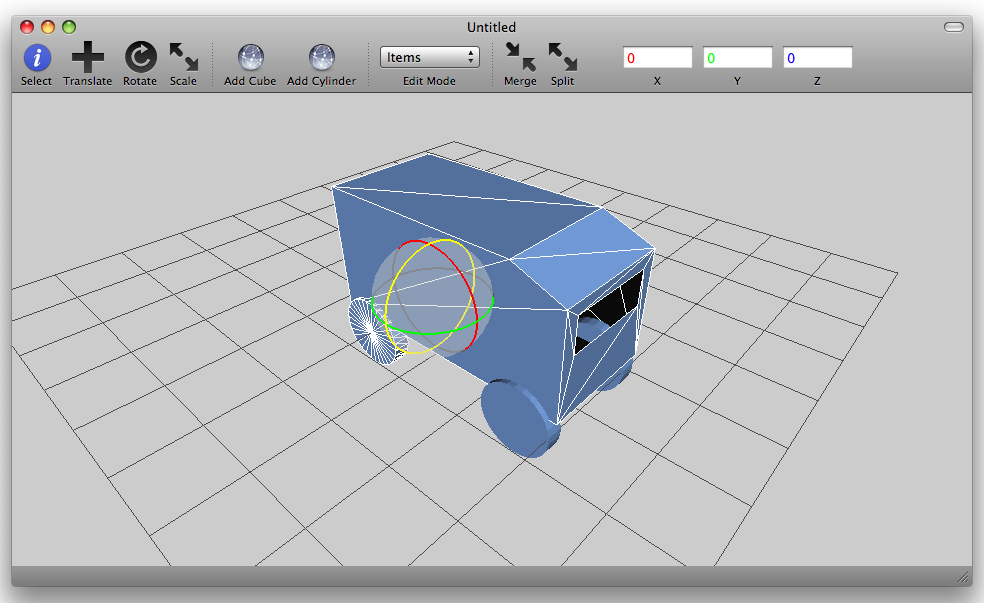 Untitled
Items
0
0
0
Select
Translate
Rotate
Scale
Add Cube
Add Cylinder
Edit Mode
Merge
Split
X
Y
Z